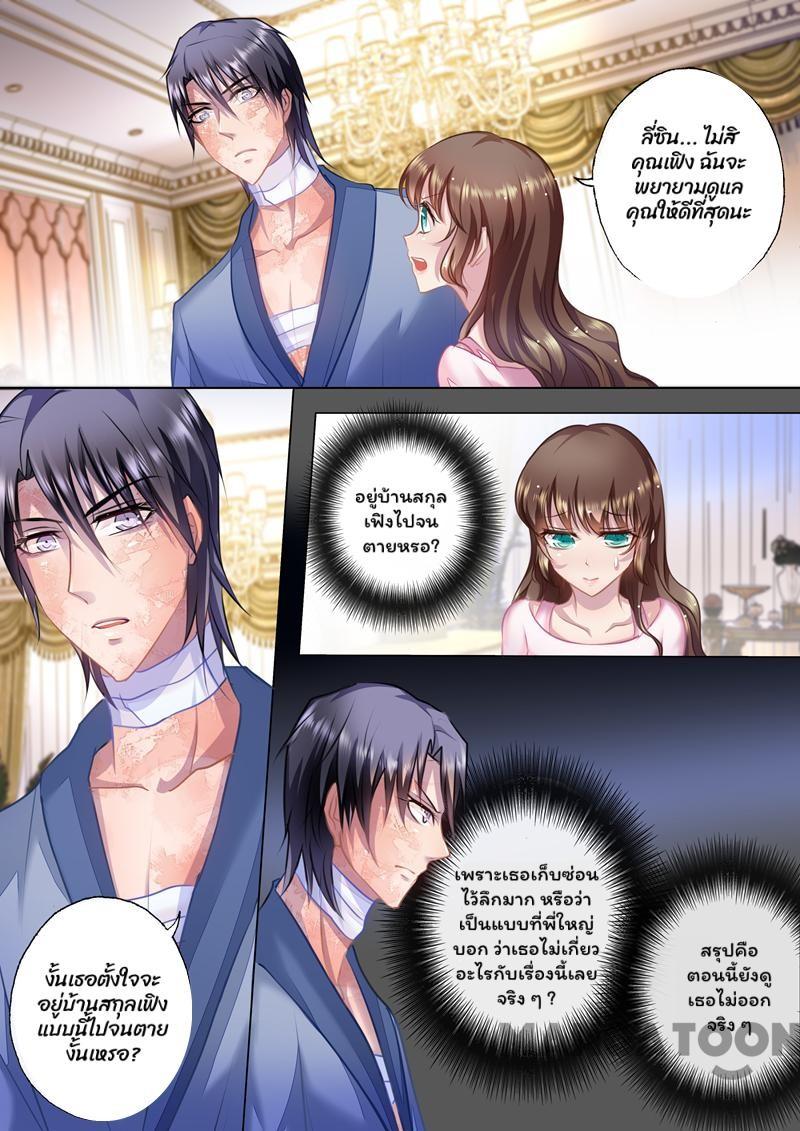 ลี่ซิน... ไม่สิ
คุณเฟิง ฉันจะ
พยายามดูแล
คุณให้ดีที่สุดนะ
งั้นเธอตั้งใจจะ
อยู่บ้านสกุลเฟิง
แบบนี้ไปจนตาย
งั้นเหรอ?
อยู่บ้านสกุล
เฟิงไปจน
ตายหรอ?
เพราะเธอเก็บซ่อน
ไว้ลึกมาก หรือว่า
เป็นแบบที่พี่ใหญ่
บอก ว่าเธอไม่เกี่ยว
อะไรกับเรื่องนี้เลย
จริง ๆ ?
สรุปคือ
ตอนนี้ยังดู
เธอไม่ออก
จริง ๆ